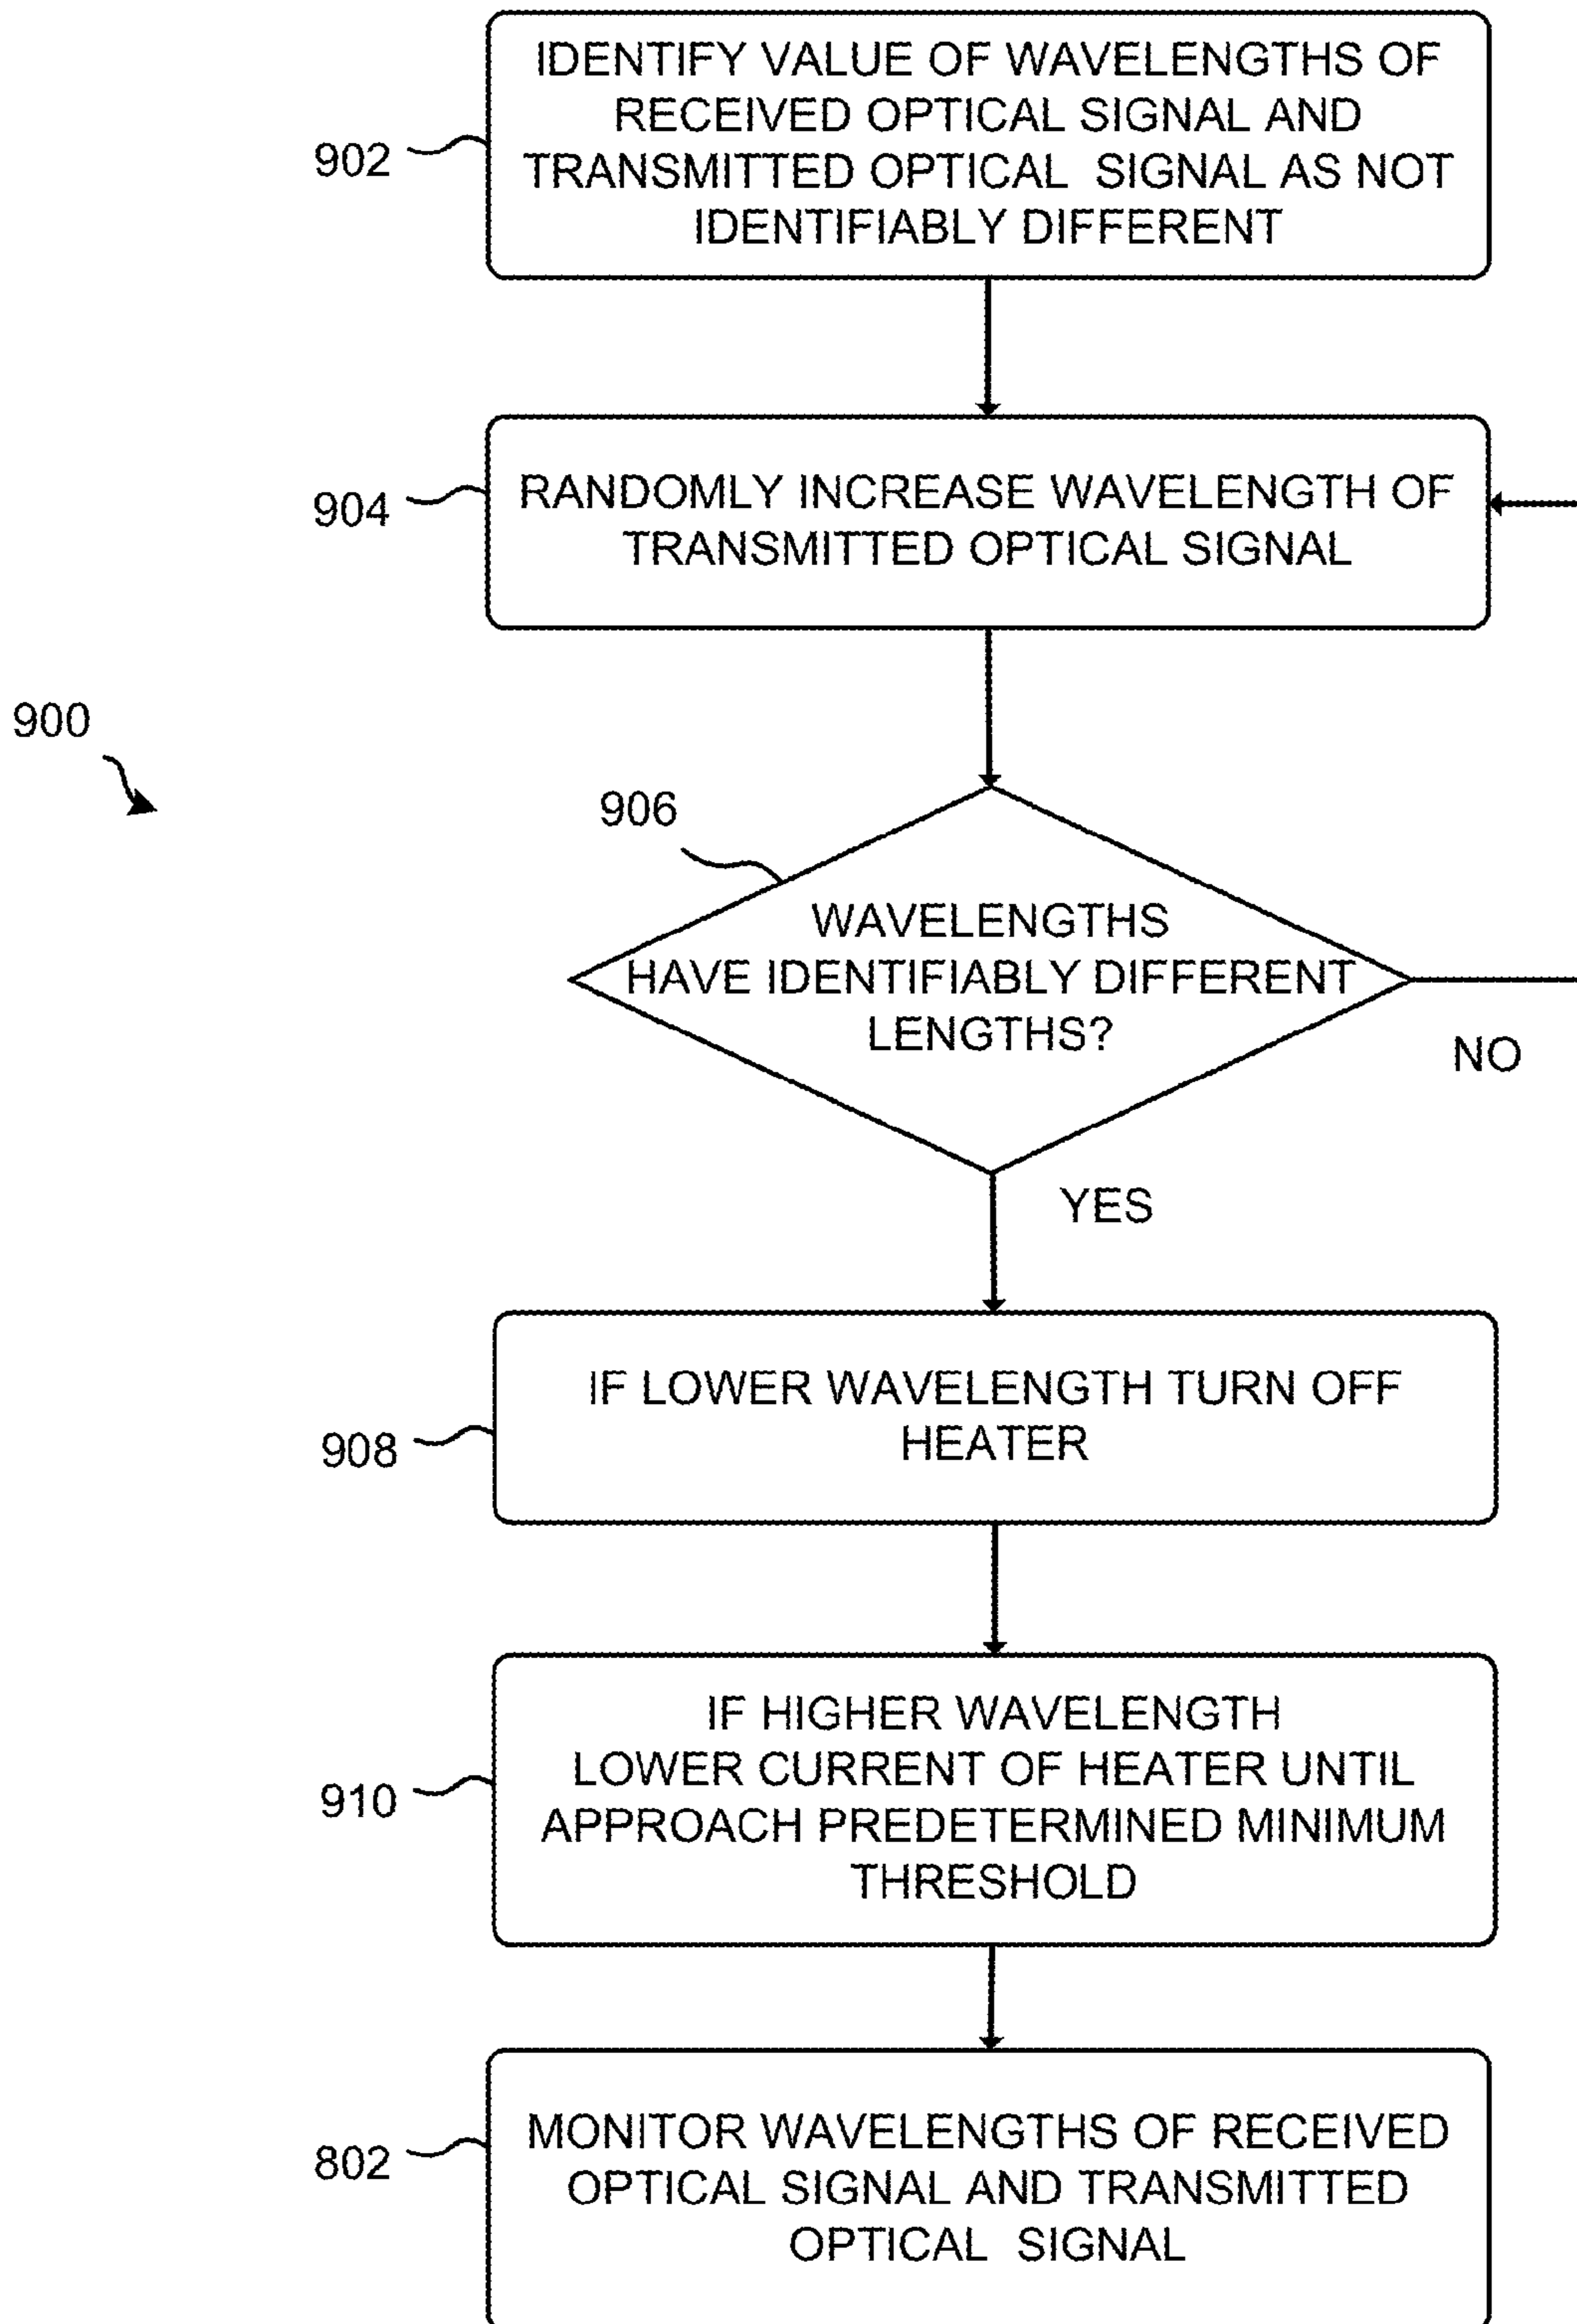 IDENTIFY VALUE OF WAVELENGTHS OF
RECEIVED OPTICAL SIGNAL AND
902
TRANSMITTED OPTICAL SIGNAL AS NOT
IDENTIFIABLY DIFFERENT
904
RANDOMLY INCREASE WAVELENGTH OF
TRANSMITTED OPTICAL SIGNAL
900
906
WAVELENGTHS
HAVE IDENTIFIABLY DIFFERENT
LENGTHS?
NO
YES
IF LOWER WAVELENGTH TURN OFF
HEATER
908
IF HIGHER WAVELENGTH
LOWER CURRENT OF HEATER UNTIL
910
APPROACH PREDETERMINED MINIMUM
THRESHOLD
MONITOR WAVELENGTHS OF RECEIVED
802
OPTICAL SIGNAL AND TRANSMITTED
OPTICAL SIGNAL